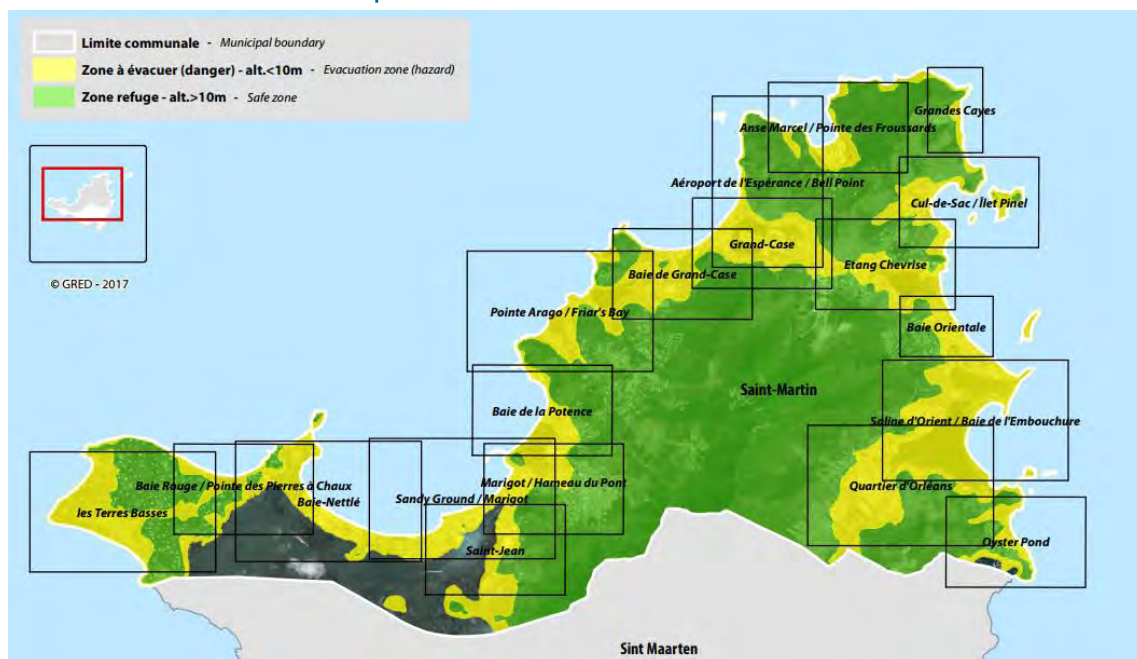 Limite communale - Municipal boundary
Zone à évacuer (danger) - alt.<10m - Evacuation zone (hazard)
Zone refuge - alt.>10m - Safe zone
© GRED - 2017
Grandes Cayes
Anse Marcel / Pointe des Froussards
Aéroport de l'Espérance / Bell Point
Cul-de-Sac / Îlet Pinel
Grand-Case
Etang Chevrise
Baie de Grand-Case
Pointe Arago / Friar's Bay
Baie Orientale
Saint-Martin
Baie de la Potence
Saline d'Orient / Baie de l'Embouchure
Marigot / Hameau du Pont
Baie Rouge / Pointe des Pierres à Chaux
Quartier d'Orléans
Sandy Ground / Marigot
Baie-Nettlé
les Terres Basses
Oyster Pond
Saint-Jean
Sint Maarten